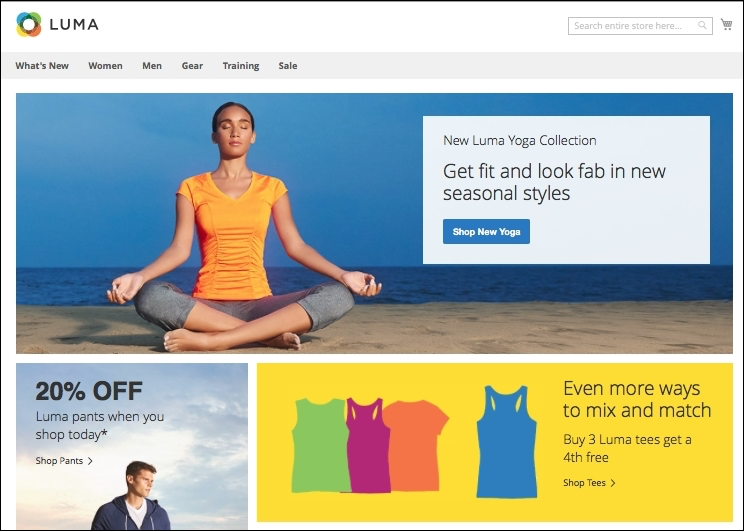 LUMA
Search entire store here...
What's New Women Men Gear Training Sale
New Luma Yoga Collection
Get fit and look fab in new
seasonal styles
Shop New Yoga
20% OFF
Luma pants when you
shop today*
Shop Pants >
Even more ways
to mix and match
Buy 3 Luma tees get a
4th free
Shop Tees >